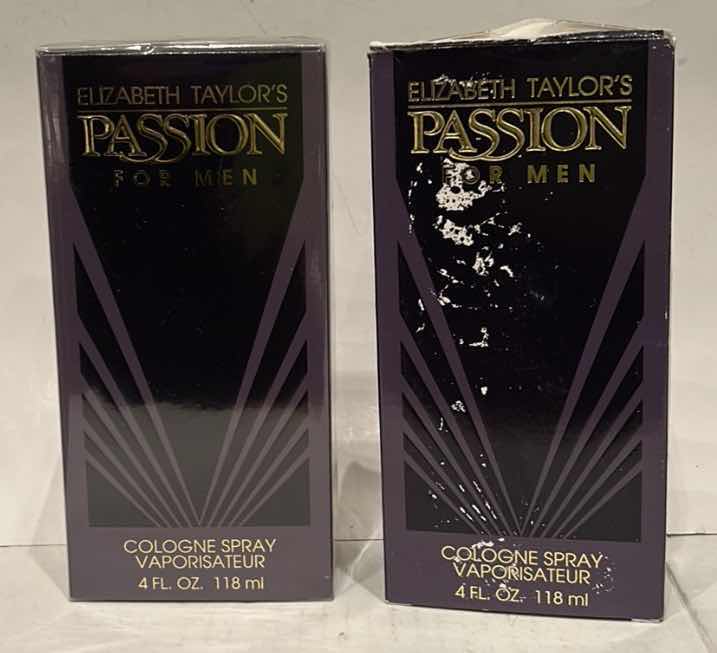 ELIZABETH TAYLOR'S
PASSION
FOR MEN
COLOGNE SPRAY
VAPORISATEUR
4 FL. OZ. 118 ml
ELIZABETH TAYLOR'S
PASSION
FOR MEN
COLOGNE SPRAY
VAPORISATEUR
4 FL. OZ. 118 ml